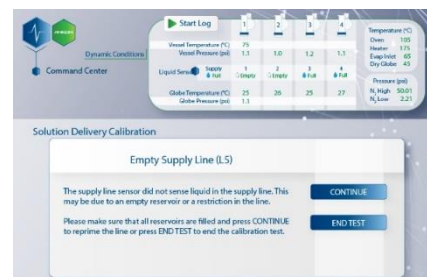 Start Log
1 2 3 4
Temperature (°C)
Oven 105
Heater 175
Evap Inlet 65
Dry Globe 45
Dynamic Conditions
Vessel Temperature (°C) 75
Vessel Pressure (psi) 1.1 1.0 1.2 1.1
Command Center
Liquid Sensor Supply 1 2 3 4
Full Empty Empty Full Full
Pressure (psi)
N₂ High 50.01
N₂ Low 2.21
Globe Temperature (°C) 25 26 25 27
Globe Pressure (psi) 1.1
Solution Delivery Calibration
Empty Supply Line (L5)
The supply line sensor did not sense liquid in the supply line. This
may be due to an empty reservoir or a restriction in the line.
CONTINUE
Please make sure that all reservoirs are filled and press CONTINUE
to reprime the line or press END TEST to end the calibration test.
END TEST